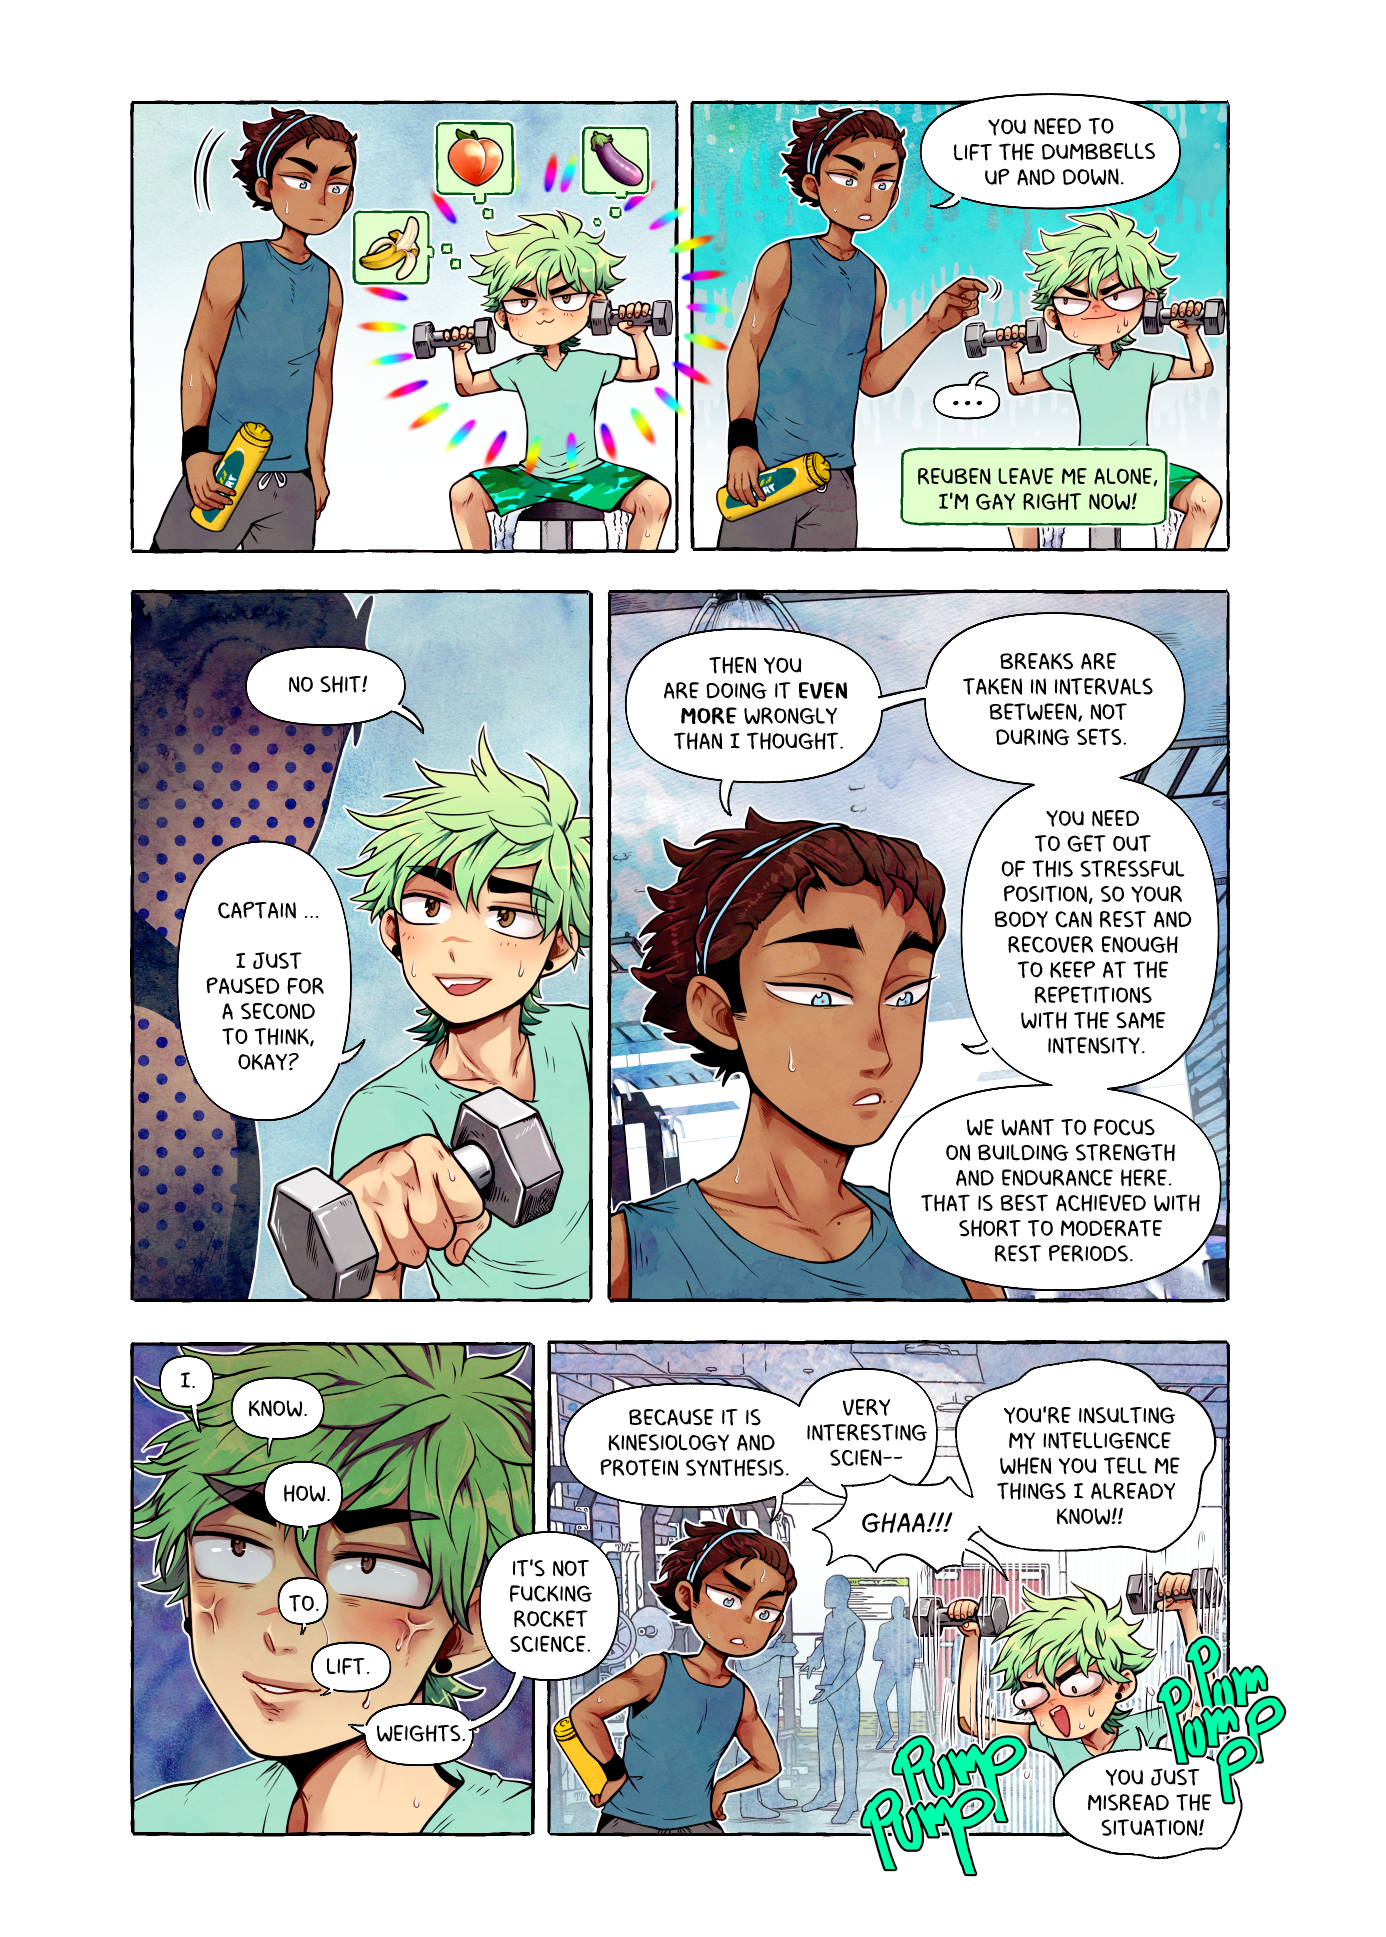 YOU NEED TO
LIFT THE DUMBBELLS
UP AND DOWN.
...
REUBEN LEAVE ME ALONE,
I'M GAY RIGHT NOW!
RT
RT
NO SHIT!
CAPTAIN ...
I JUST
PAUSED FOR
A SECOND
TO THINK,
OKAY?
THEN YOU
ARE DOING IT EVEN
MORE WRONGLY
THAN I THOUGHT.
BREAKS ARE
TAKEN IN INTERVALS
BETWEEN, NOT
DURING SETS.
YOU NEED
TO GET OUT
OF THIS STRESSFUL
POSITION, SO YOUR
BODY CAN REST AND
RECOVER ENOUGH
TO KEEP AT THE
REPETITIONS
WITH THE SAME
INTENSITY.
WE WANT TO FOCUS
ON BUILDING STRENGTH
AND ENDURANCE HERE.
THAT IS BEST ACHIEVED WITH
SHORT TO MODERATE
REST PERIODS.
I.
KNOW.
HOW.
TO.
LIFT.
WEIGHTS.
IT'S NOT
FUCKING
ROCKET
SCIENCE.
BECAUSE IT IS
KINESIOLOGY AND
PROTEIN SYNTHESIS.
VERY
INTERESTING
SCIEN--
GHAA!!!
YOU'RE INSULTING
MY INTELLIGENCE
WHEN YOU TELL ME
THINGS I ALREADY
KNOW!!
PUMP
PUMP
PUMP
PUMP
YOU JUST
MISREAD THE
SITUATION!